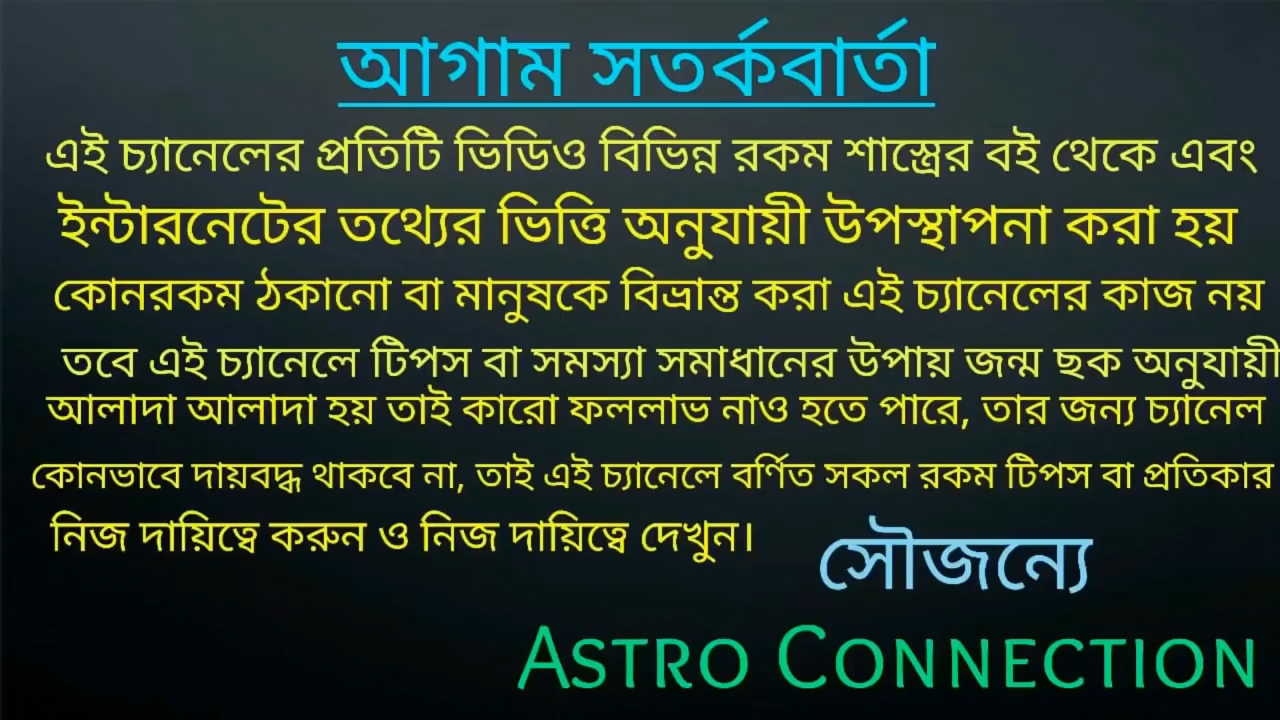 আগাম সতর্কবার্তা
এই চ্যানেলের প্রতিটি ভিডিও বিভিন্ন রকম শাস্ত্রের বই থেকে এবং
ইন্টারনেটের তথ্যের ভিত্তি অনুযায়ী উপস্থাপনা করা হয়
কোনরকম ঠকানো বা মানুষকে বিভ্রান্ত করা এই চ্যানেলের কাজ নয়
তবে এই চ্যানেলে টিপস বা সমস্যা সমাধানের উপায় জন্ম ছক অনুযায়ী
আলাদা আলাদা হয় তাই কারো ফললাভ নাও হতে পারে, তার জন্য চ্যানেল
কোনভাবে দায়বদ্ধ থাকবে না, তাই এই চ্যানেলে বর্ণিত সকল রকম টিপস বা প্রতিকার
নিজ দায়িত্বে করুন ও নিজ দায়িত্বে দেখুন।
সৌজন্যে
ASTRO CONNECTION